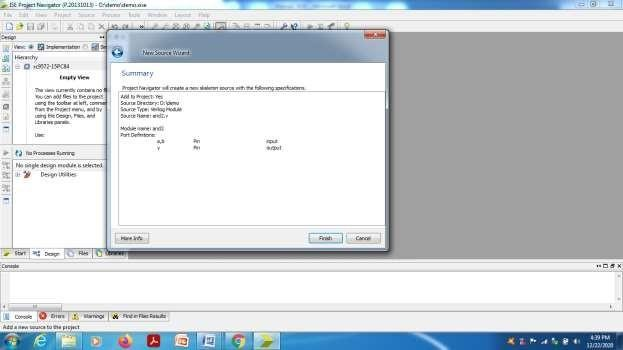 ISE Project Navigator (P.20131013) - D:\demo\demo.xise
File Edit View Project Source Process Tools Window Layout Help
Design
View: Implementation
Hierarchy
xc9572-15PC84
Empty View
The view currently contains no files.
You can add files to the project
using the toolbar at left, commands
from the Project menu, and by
using the Design, Files, and
Libraries panels.
Use:
No Processes Running
No single design module is selected.
Design Utilities
Start Design Files Libraries
New Source Wizard
Summary
Project Navigator will create a new skeleton source with the following specifications.
Add to Project: Yes
Source Directory: D:\demo
Source Type: Verilog Module
Source Name: and2.v
Module name: and2
Port Definitions:
a,b Pin input
y Pin output
More Info Finish Cancel
Console
Console Errors Warnings Find in Files Results
Add a new source to the project
4:39 PM
12/22/2020